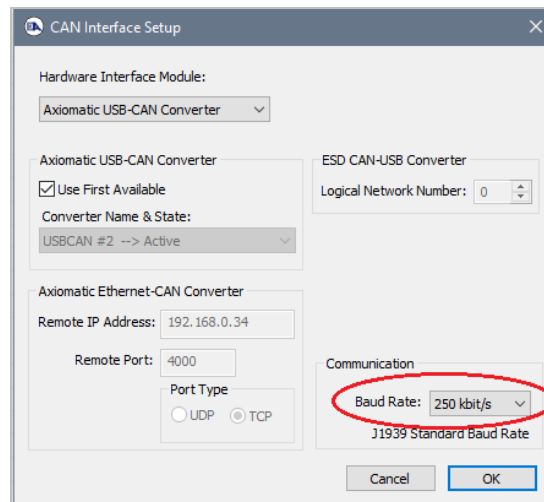 CAN Interface Setup
Hardware Interface Module:
Axiomatic USB-CAN Converter
Axiomatic USB-CAN Converter
Use First Available
Converter Name & State:
USBCAN #2 --> Active
ESD CAN-USB Converter
Logical Network Number: 0
Axiomatic Ethernet-CAN Converter
Remote IP Address: 192.168.0.34
Remote Port: 4000
Port Type
UDP TCP
Communication
Baud Rate: 250 kbit/s
J1939 Standard Baud Rate
Cancel OK